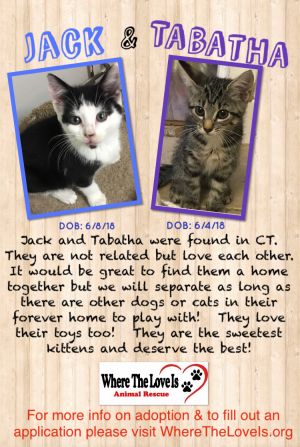 JACK & TABATHA
DOB: 6/8/18
DOB: 6/4/18
Jack and Tabatha were found in CT.
They are not related but love each other.
It would be great to find them a home
together but we will separate as long as
there are other dogs or cats in their
forever home to play with! They love
their toys too! They are the sweetest
kittens and deserve the best!
Where The Love Is
Animal Rescue
For more info on adoption & to fill out an
application please visit WhereTheLoveIs.org